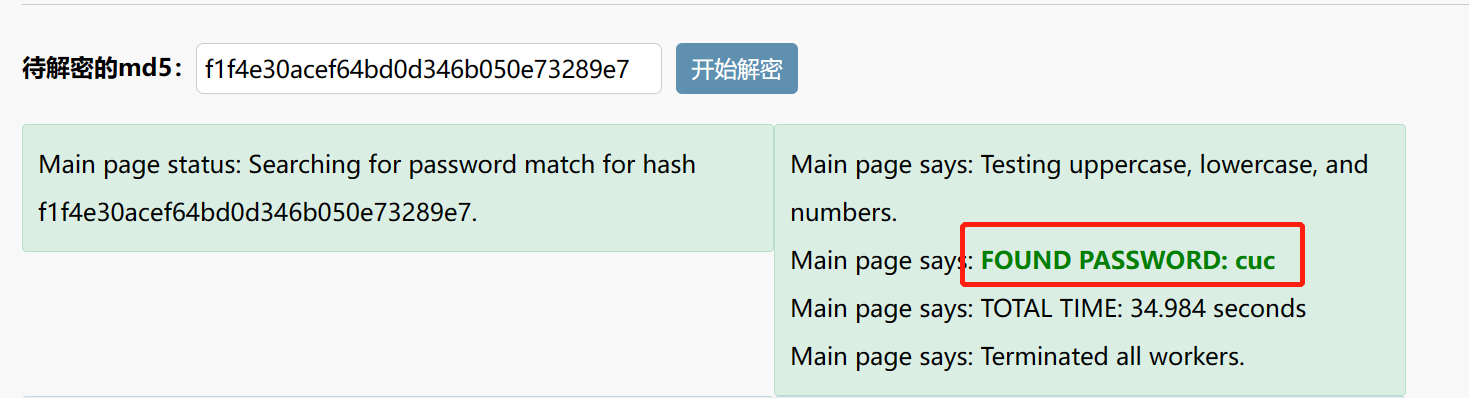 待解密的md5： f1f4e30acef64bd0d346b050e73289e7 开始解密
Main page status: Searching for password match for hash
f1f4e30acef64bd0d346b050e73289e7.
Main page says: Testing uppercase, lowercase, and
numbers.
Main page says: FOUND PASSWORD: cuc
Main page says: TOTAL TIME: 34.984 seconds
Main page says: Terminated all workers.